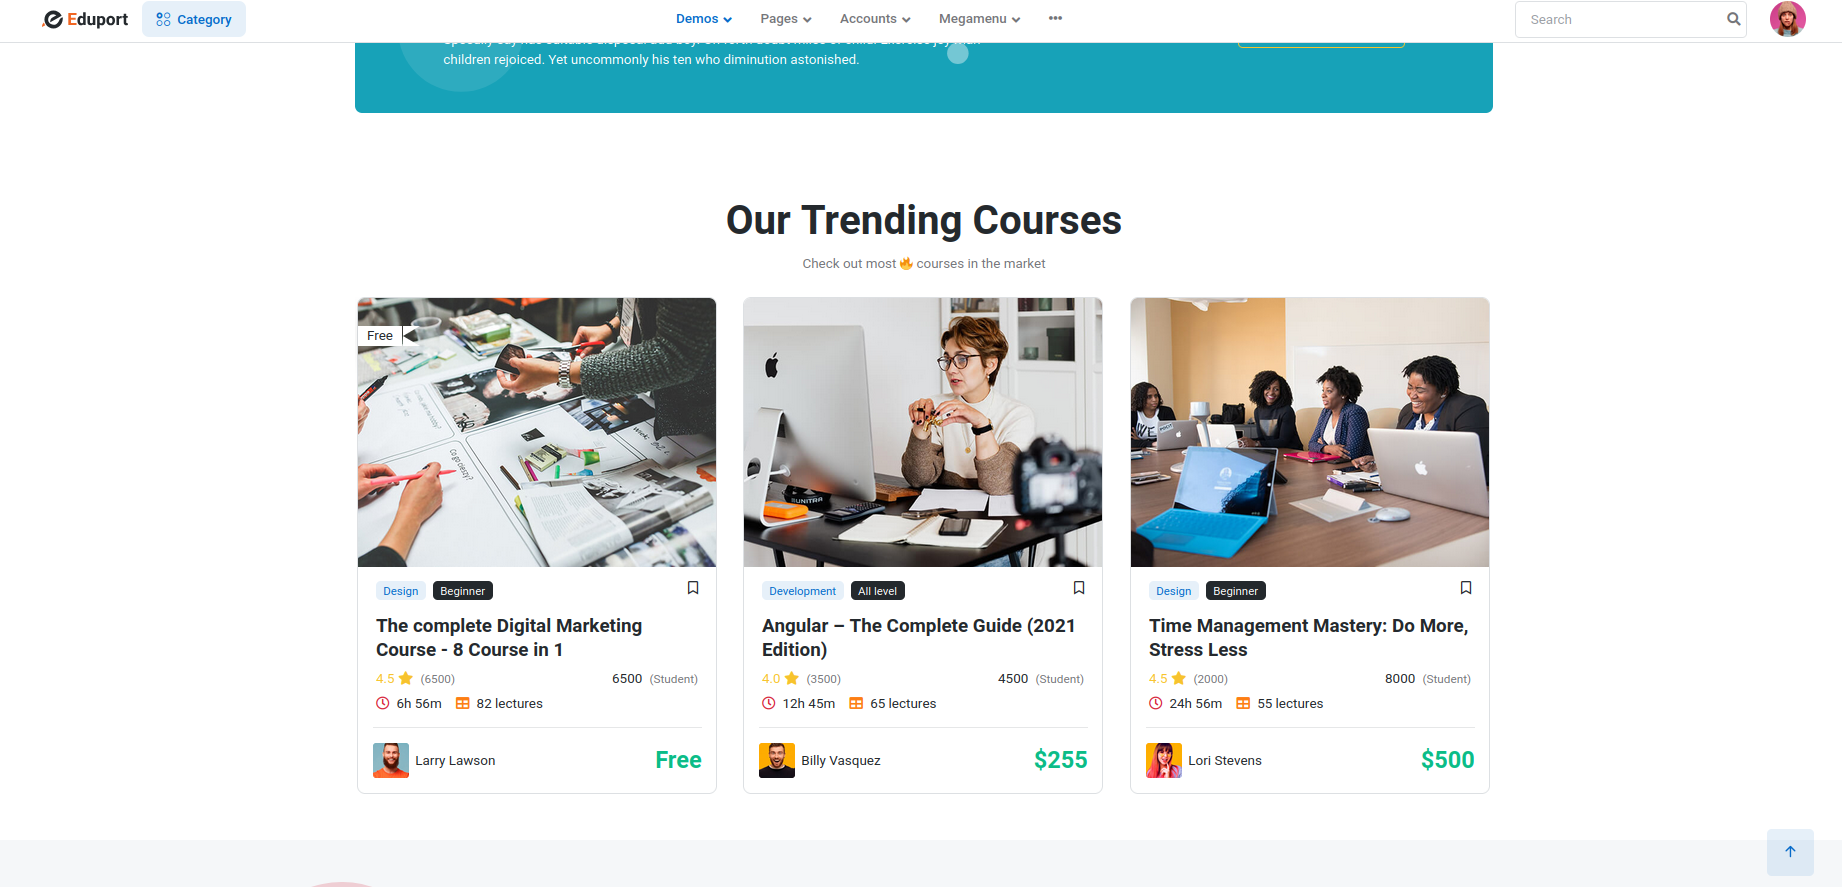 Eduport
Category
Demos
Pages
Accounts
Megamenu
Search
children rejoiced. Yet uncommonly his ten who diminution astonished.
Our Trending Courses
Check out most 🔥 courses in the market
Free
Design
Beginner
The complete Digital Marketing
Course - 8 Course in 1
4.5 (6500)
6500 (Student)
6h 56m
82 lectures
Larry Lawson
Free
UNITRA
Development
All level
Angular – The Complete Guide (2021
Edition)
4.0 (3500)
4500 (Student)
12h 45m
65 lectures
Billy Vasquez
$255
Design
Beginner
Time Management Mastery: Do More,
Stress Less
4.5 (2000)
8000 (Student)
24h 56m
55 lectures
Lori Stevens
$500